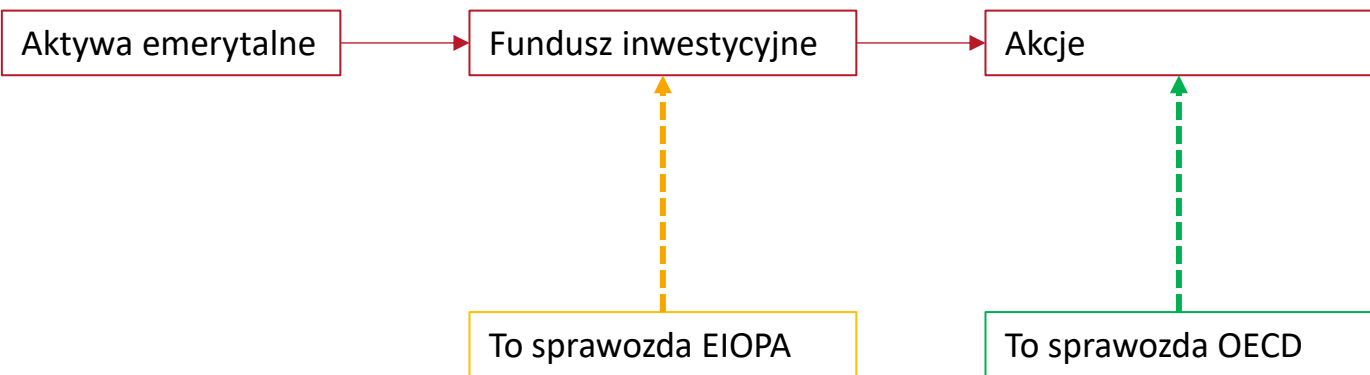 Aktywa emerytalne
Fundusz inwestycyjne
Akcje
To sprawozda EIOPA
To sprawozda OECD